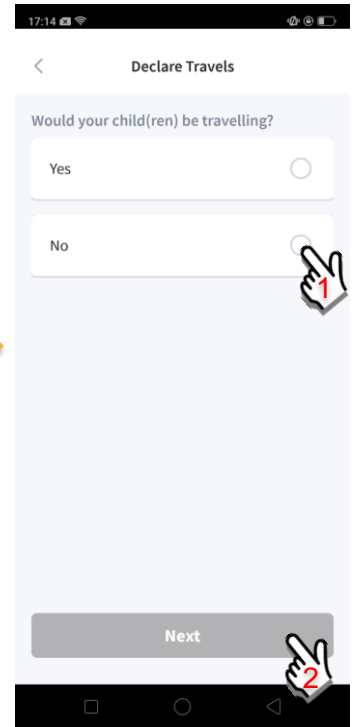 17:14
Declare Travels
Would your child(ren) be travelling?
Yes
No
1
Next
2